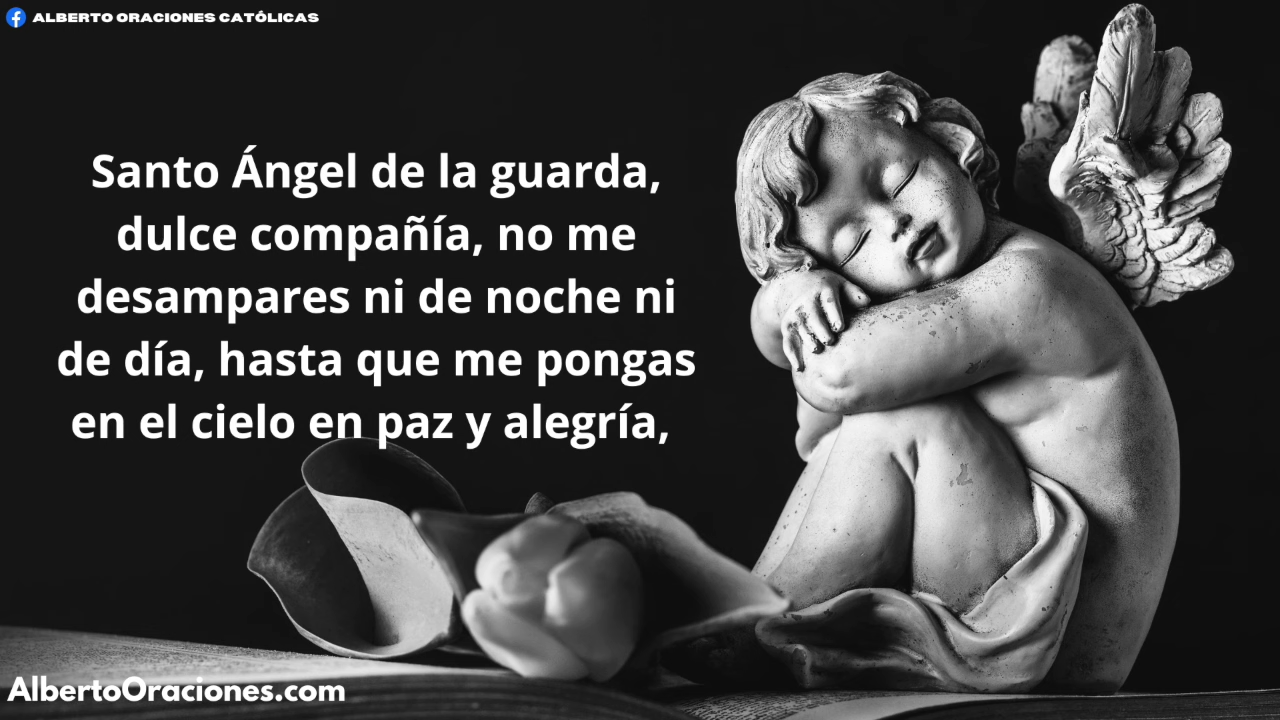 ALBERTO ORACIONES CATÓLICAS
Santo Ángel de la guarda,
dulce compañía, no me
desampares ni de noche ni
de día, hasta que me pongas
en el cielo en paz y alegría,
AlbertoOraciones.com